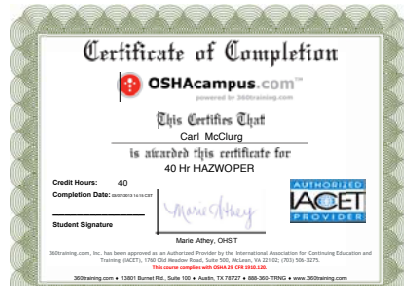 Certificate of Completion
OSHAcampus.com™
powered by 360training.com
This Certifies That
Carl McClurg
is awarded this certificate for
40 Hr HAZWOPER
Credit Hours: 40
Completion Date:
Student Signature
Marie Athey
Marie Athey, OHST
AUTHORIZED
IACET
PROVIDER
360training.com, Inc. has been approved as an Authorized Provider by the International Association for Continuing Education and
Training (IACET), 1760 Old Meadow Road, Suite 500, McLean, VA 22102; (703) 506-3275.
This course complies with OSHA 29 CFR 1910.120.
360training.com ♦ 13801 Burnet Rd., Suite 100 ♦ Austin, TX 78727 ♦ 888-360-TRNG ♦ www.360training.com